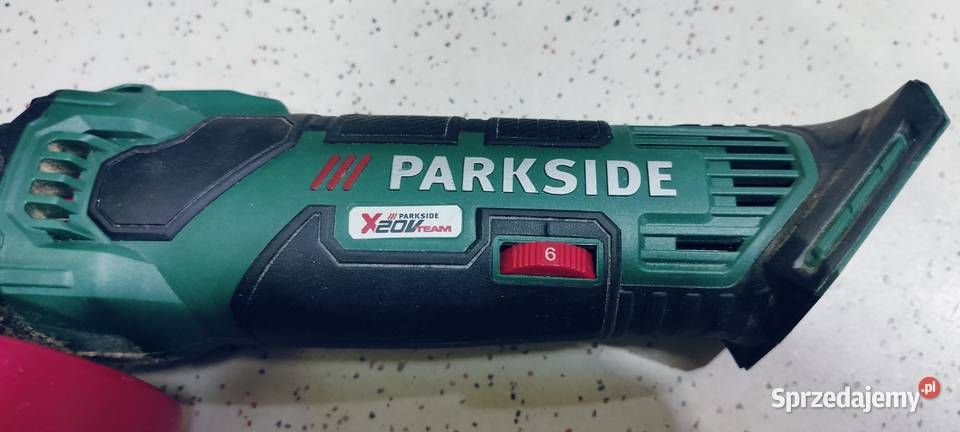 /// PARKSIDE
/// PARKSIDE
X20V TEAM
6
Sprzedajemy.pl